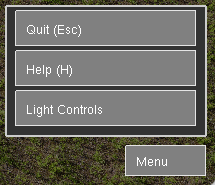 Quit (Esc)
Help (H)
Light Controls
Menu